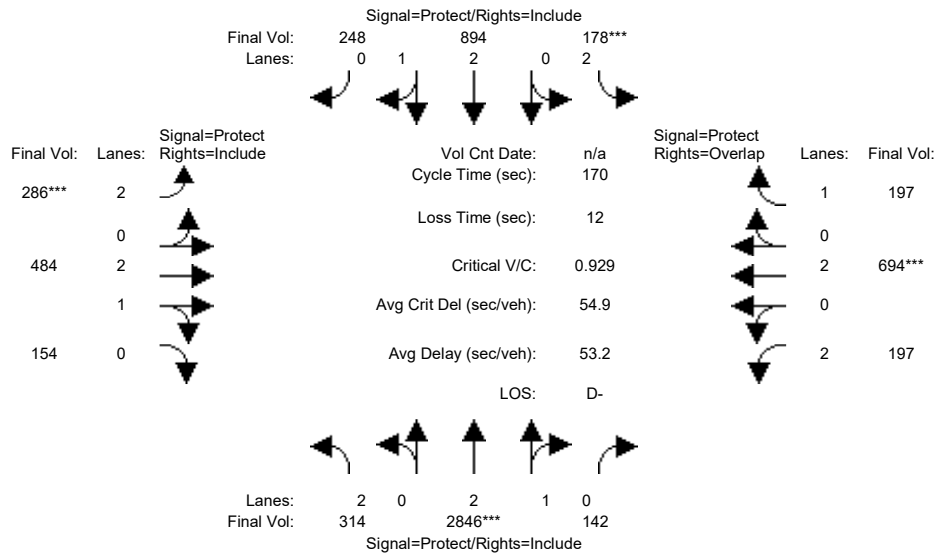 Signal=Protect/Rights=Include
Final Vol: 248 894 178***
Lanes: 0 1 2 0 2
Signal=Protect Signal=Protect
Final Vol: Lanes: Rights=Include Vol Cnt Date: n/a Rights=Overlap Lanes: Final Vol:
Cycle Time (sec): 170
286*** 2 1 197
Loss Time (sec): 12
0 0
484 2 Critical V/C: 0.929 2 694***
1 Avg Crit Del (sec/veh): 54.9 0
154 0 Avg Delay (sec/veh): 53.2 2 197
LOS: D-
Lanes: 2 0 2 1 0
Final Vol: 314 2846*** 142
Signal=Protect/Rights=Include